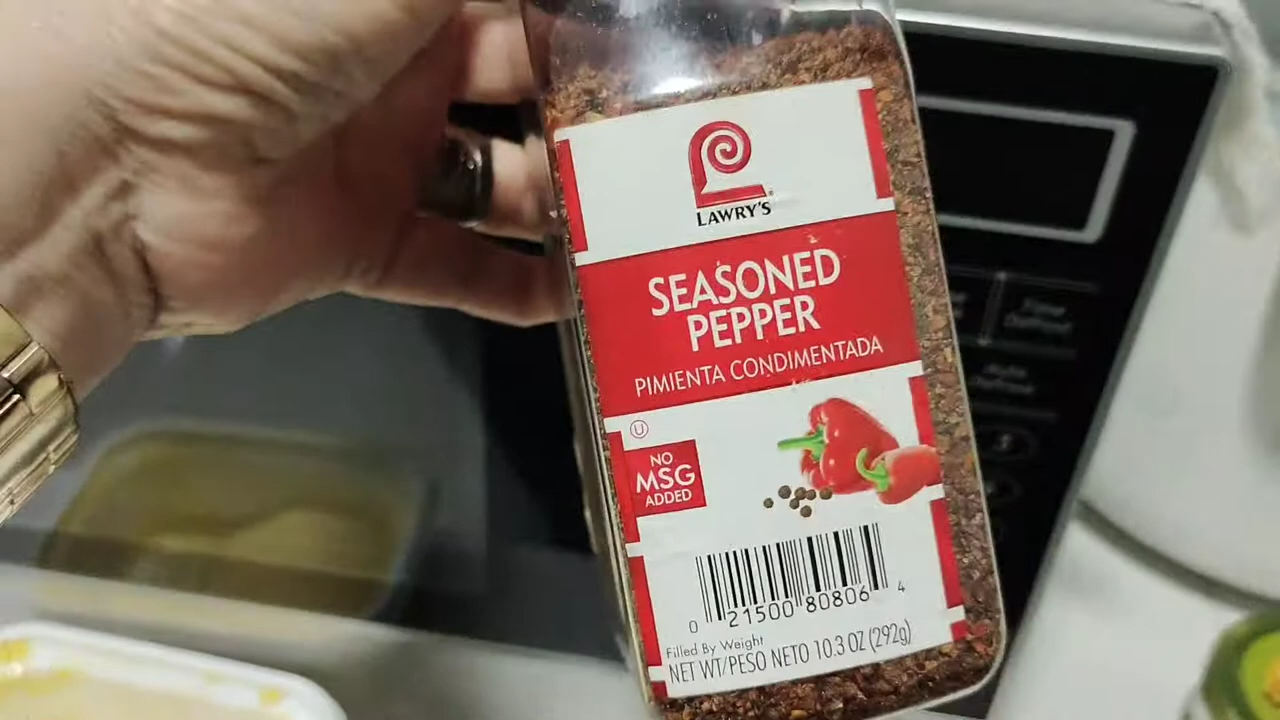 LAWRY'S
SEASONED
PEPPER
PIMIENTA CONDIMENTADA
U
NO
MSG
ADDED
0 21500 80806 4
Filled By Weight
NET WT/PESO NETO 10.3 OZ (292g)